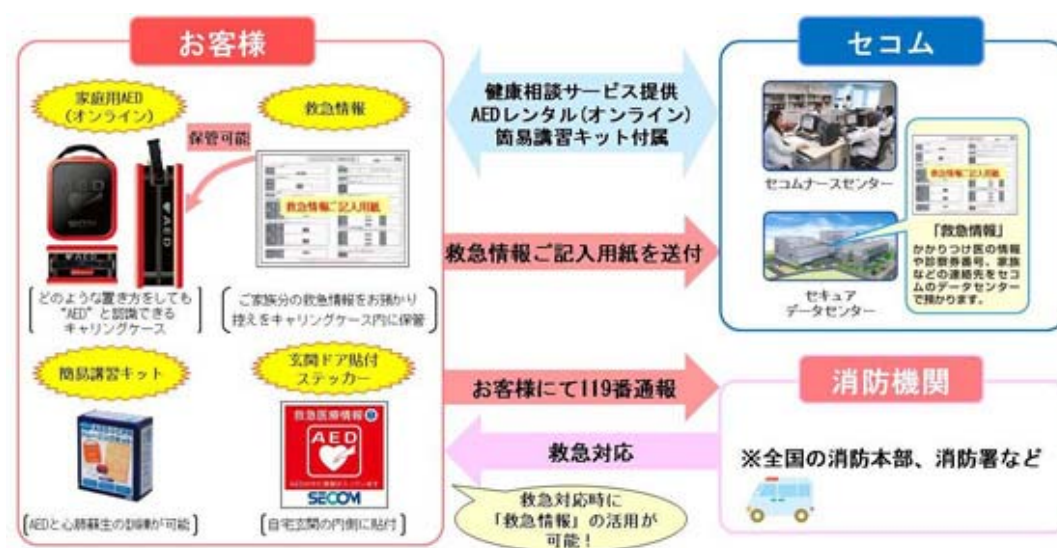 お客様
家庭用AED
(オンライン)
保管可能
救急情報
AED
SECOM
AED
AED
救急情報ご記入用紙
どのような置き方をしても
"AED"と認識できる
キャリングケース
ご家族分の救急情報をお預かり
控えをキャリングケース内に保管
簡易講習キット
玄関ドア貼付
ステッカー
救急医療情報
AED
SECOM
AEDと心肺蘇生の訓練が可能
自宅玄関の内側に貼付
健康相談サービス提供
AEDレンタル(オンライン)
簡易講習キット付属
救急情報ご記入用紙を送付
お客様にて119番通報
救急対応
救急対応時に
「救急情報」の活用が
可能！
セコム
セコムナースセンター
セキュア
データセンター
救急情報ご記入用紙
「救急情報」
かかりつけ医の情報
や診察券番号、家族
などの連絡先をセコ
ムのデータセンター
で預かります。
消防機関
※全国の消防本部、消防署など